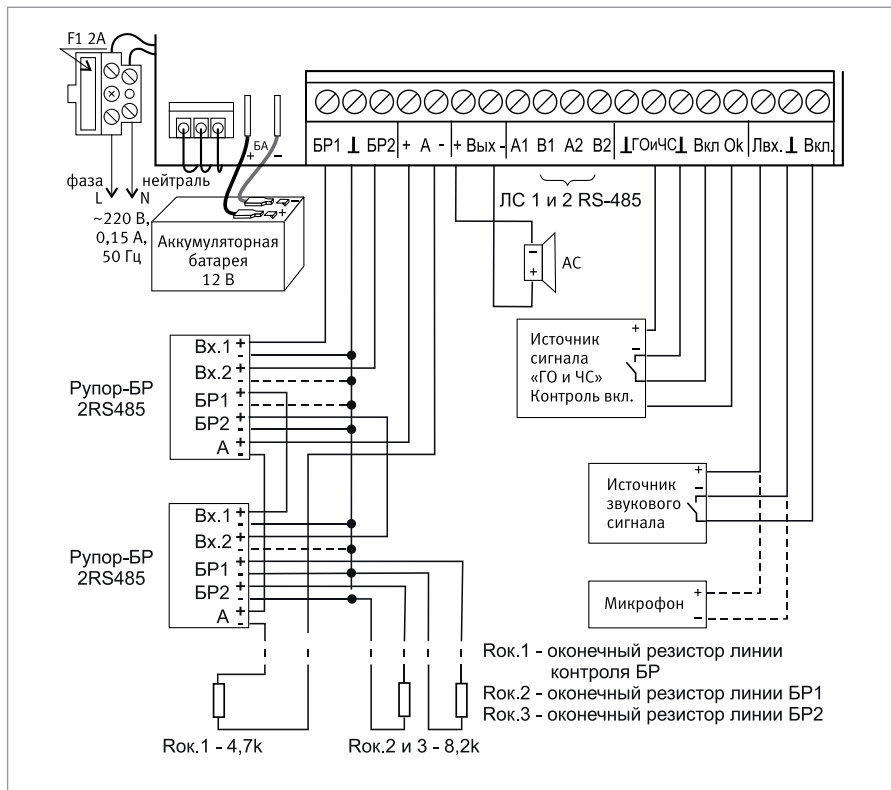 F1 2A
фаза
нейтраль
L
N
~220 В,
0,15 А,
50 Гц
+ БА –
- +
Аккумуляторная
батарея
12 В
БР1 ⊥ БР2 + А - + Вых - А1 В1 А2 В2 ⊥ГОиЧС⊥ Вкл Ok Лвх. ⊥ Вкл.
ЛС 1 и 2 RS-485
-
+
АС
Источник
сигнала
«ГО и ЧС»
Контроль вкл.
+
–
Рупор-БР
2RS485
Вх.1 +
-
Вх.2 +
-
БР1 +
-
БР2 +
-
А +
-
Источник
звукового
сигнала
+
–
Рупор-БР
2RS485
Вх.1 +
-
Вх.2 +
-
БР1 +
-
БР2 +
-
А +
-
Микрофон
+
–
Rок.1 - оконечный резистор линии
контроля БР
Rок.2 - оконечный резистор линии БР1
Rок.3 - оконечный резистор линии БР2
Rок.1 - 4,7k
Rок.2 и 3 - 8,2k